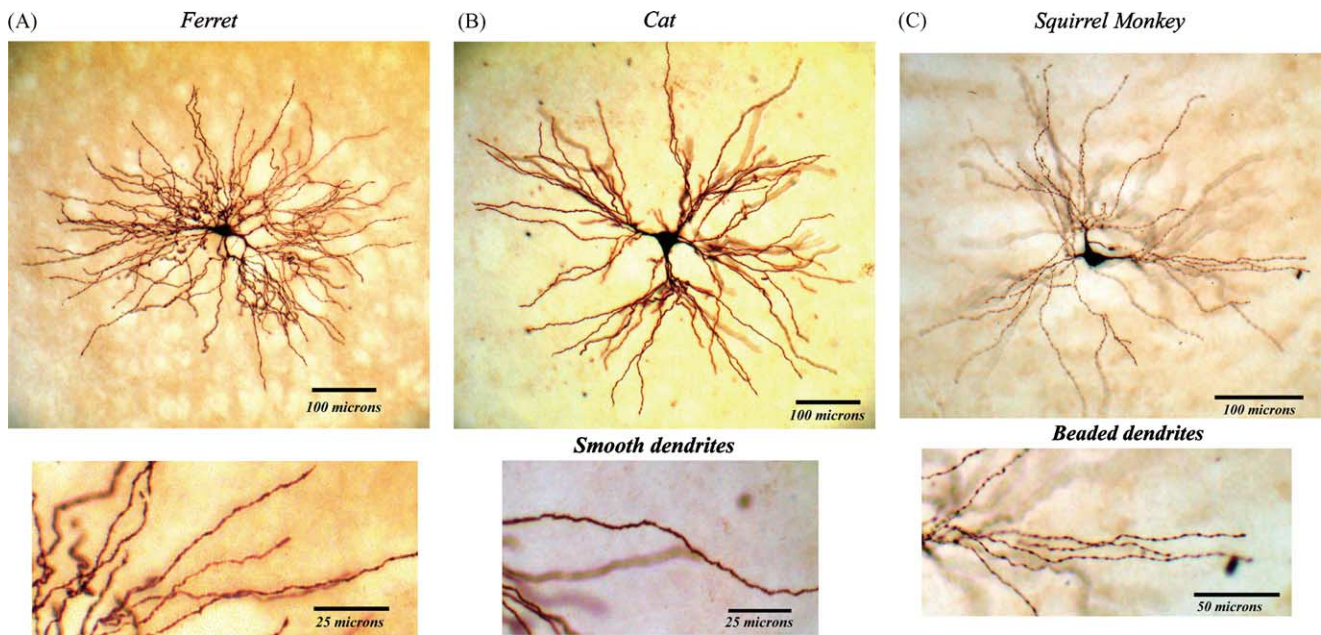 (A) Ferret
(B) Cat
(C) Squirrel Monkey
100 microns
100 microns
100 microns
Smooth dendrites
Beaded dendrites
25 microns
25 microns
50 microns